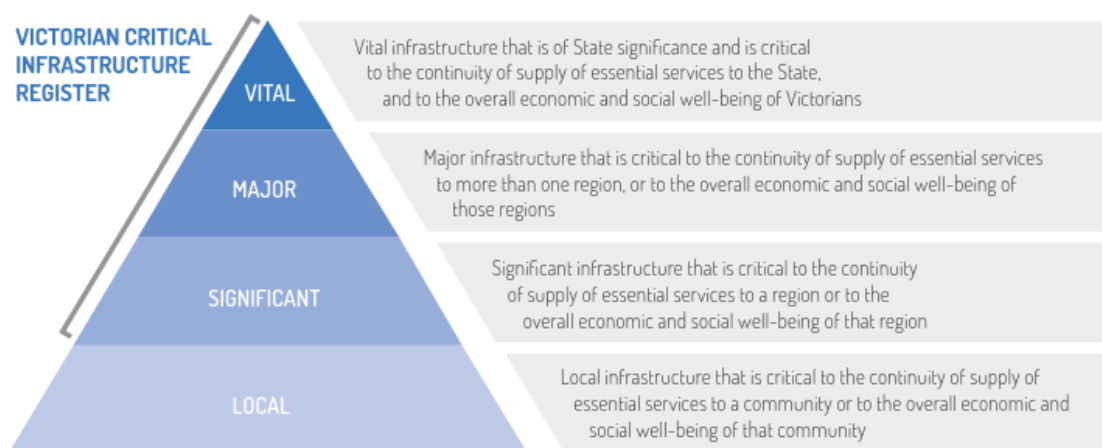 VICTORIAN CRITICAL
INFRASTRUCTURE
REGISTER
VITAL
Vital infrastructure that is of State significance and is critical
to the continuity of supply of essential services to the State,
and to the overall economic and social well-being of Victorians
MAJOR
Major infrastructure that is critical to the continuity of supply of essential services
to more than one region, or to the overall economic and social well-being of
those regions
SIGNIFICANT
Significant infrastructure that is critical to the continuity
of supply of essential services to a region or to the
overall economic and social well-being of that region
LOCAL
Local infrastructure that is critical to the continuity of supply of
essential services to a community or to the overall economic and
social well-being of that community